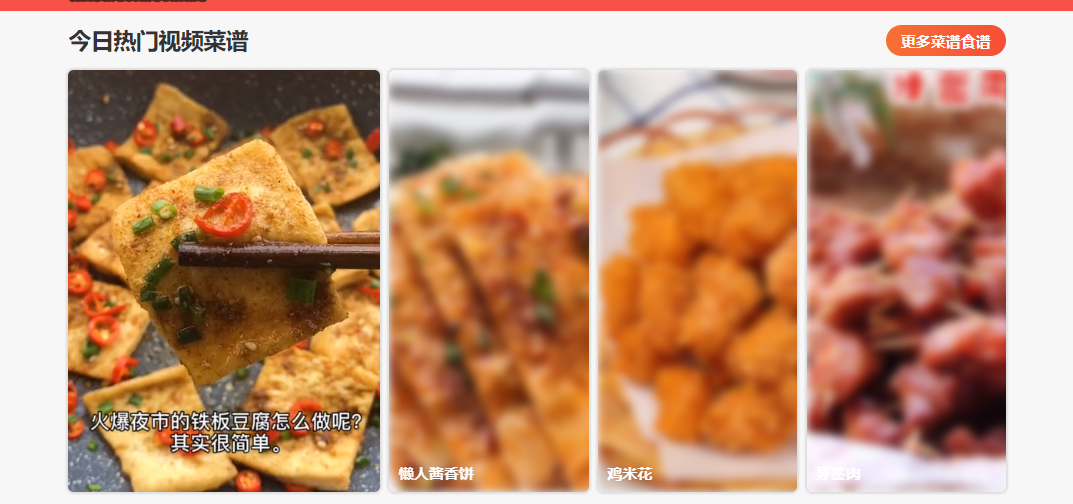 今日热门视频菜谱
更多菜谱食谱
火爆夜市的铁板豆腐怎么做呢?
其实很简单。
懒人酱香饼
鸡米花
牙签肉